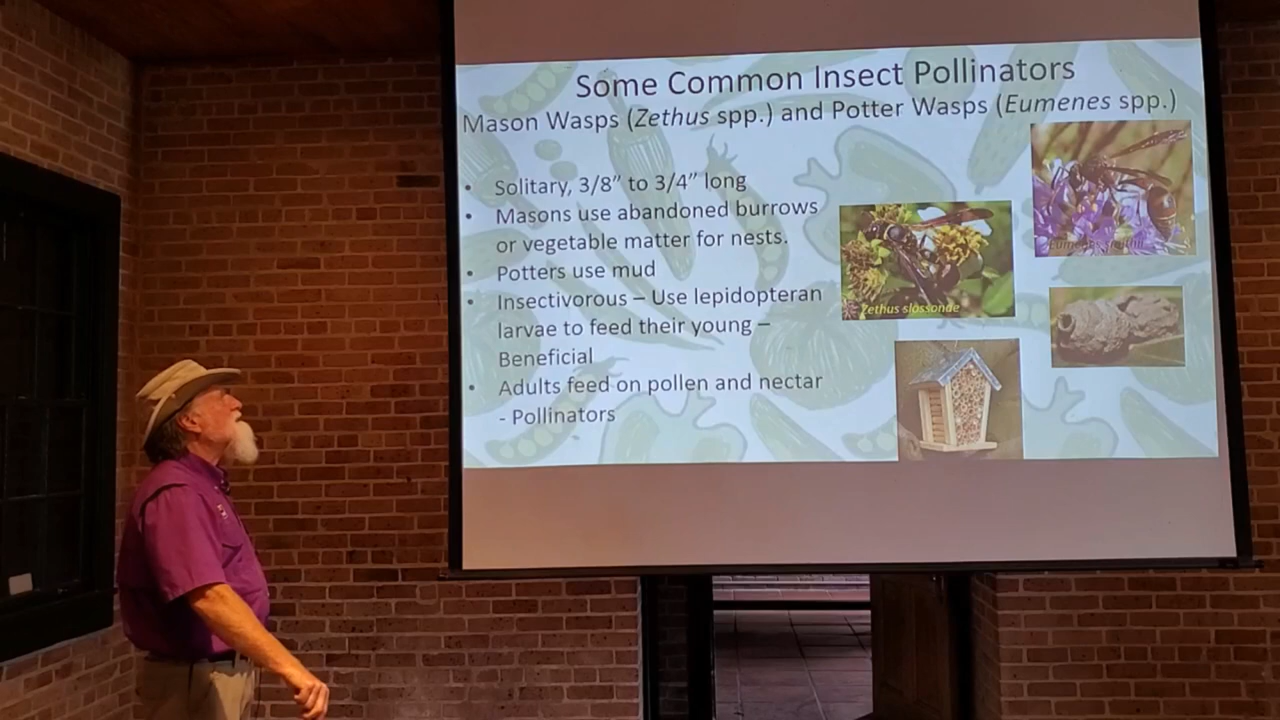 Some Common Insect Pollinators
Mason Wasps (Zethus spp.) and Potter Wasps (Eumenes spp.)
• Solitary, 3/8” to 3/4” long
• Masons use abandoned burrows
or vegetable matter for nests.
• Potters use mud
• Insectivorous – Use lepidopteran
larvae to feed their young –
Beneficial
• Adults feed on pollen and nectar
- Pollinators
Eumenes smithii
Zethus slossonae